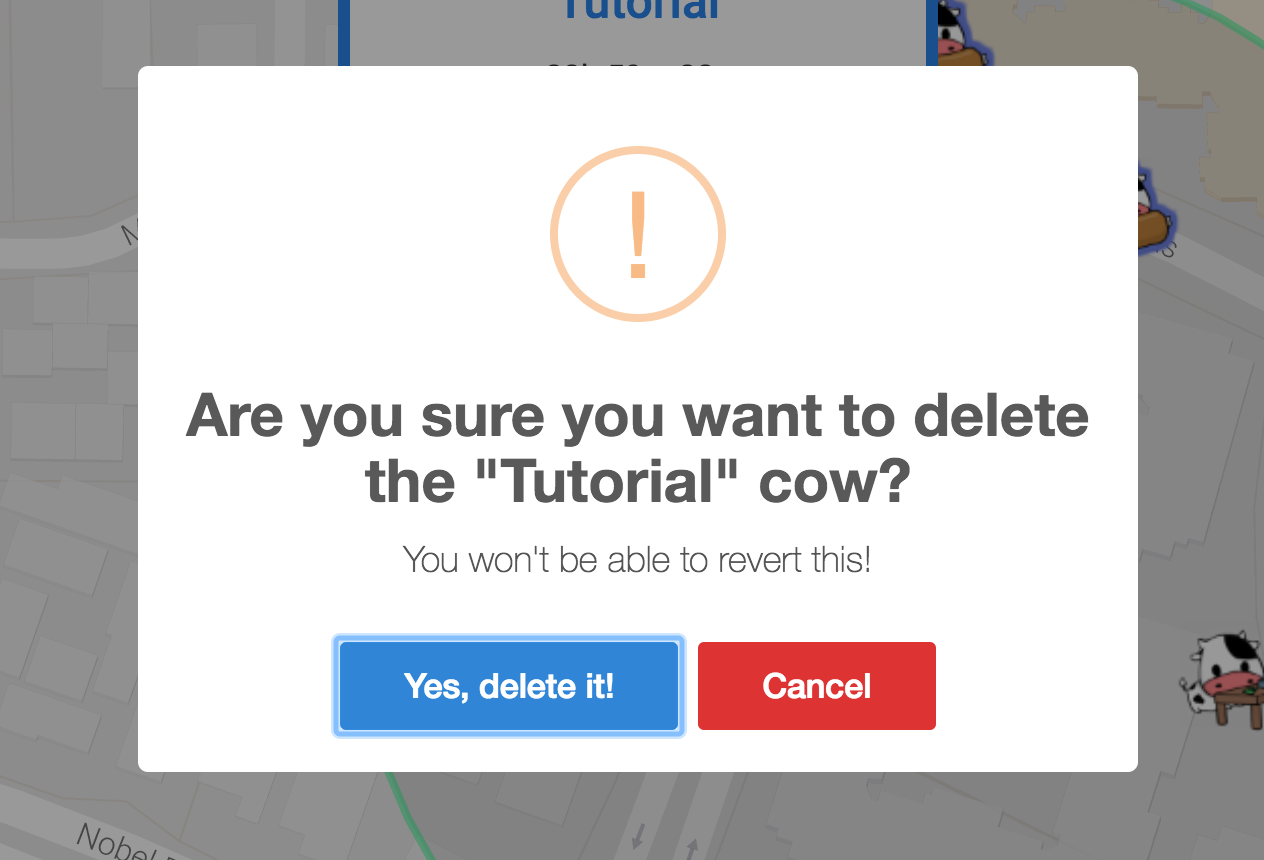 Tutorial
!
Are you sure you want to delete
the "Tutorial" cow?
You won't be able to revert this!
Yes, delete it!
Cancel
Nobel